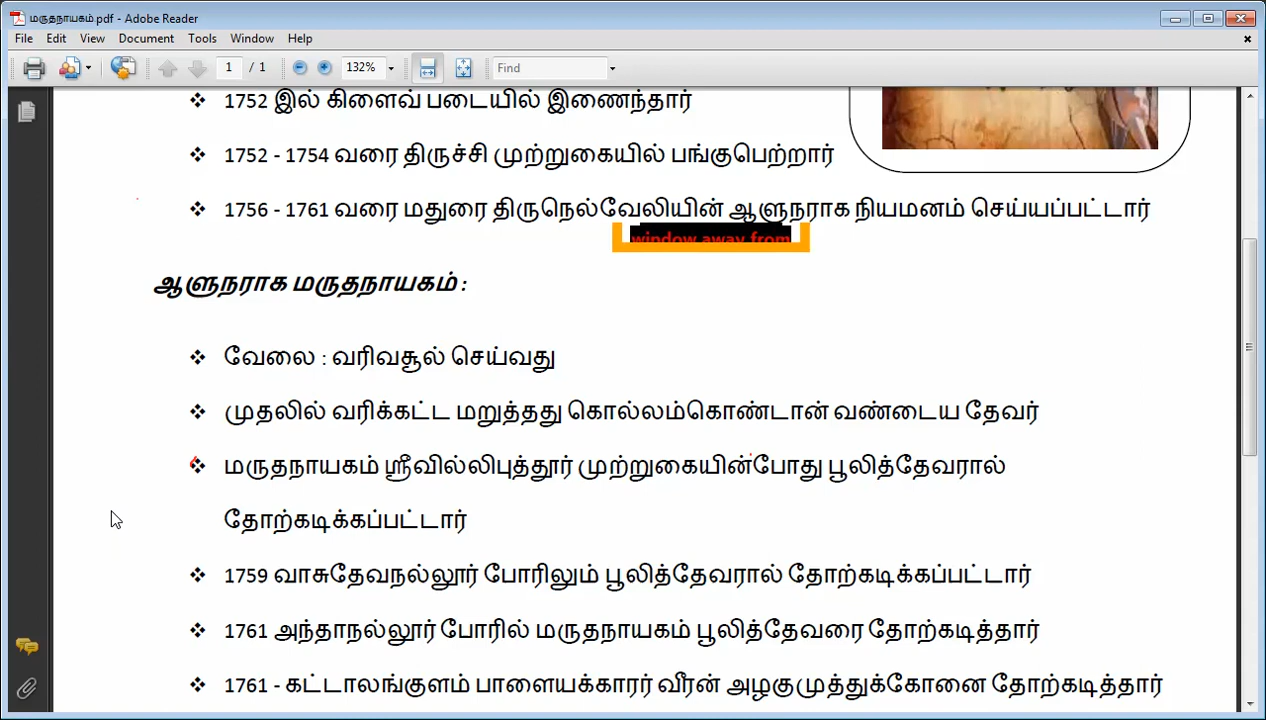 மருதநாயகம்.pdf - Adobe Reader
File Edit View Document Tools Window Help
1 / 1 132% Find
❖ 1752 இல் கிளைவ் படையில் இணைந்தார்
❖ 1752 - 1754 வரை திருச்சி முற்றுகையில் பங்குபெற்றார்
❖ 1756 - 1761 வரை மதுரை திருநெல்வேலியின் ஆளுநராக நியமனம் செய்யப்பட்டார்
window away from
ஆளுநராக மருதநாயகம் :
❖ வேலை : வரிவசூல் செய்வது
❖ முதலில் வரிக்கட்ட மறுத்தது கொல்லம்கொண்டான் வண்டைய தேவர்
❖ மருதநாயகம் ஸ்ரீவில்லிபுத்தூர் முற்றுகையின்போது பூலித்தேவரால்
தோற்கடிக்கப்பட்டார்
❖ 1759 வாசுதேவநல்லூர் போரிலும் பூலித்தேவரால் தோற்கடிக்கப்பட்டார்
❖ 1761 அந்தாநல்லூர் போரில் மருதநாயகம் பூலித்தேவரை தோற்கடித்தார்
❖ 1761 - கட்டாலங்குளம் பாளையக்காரர் வீரன் அழகுமுத்துக்கோனை தோற்கடித்தார்